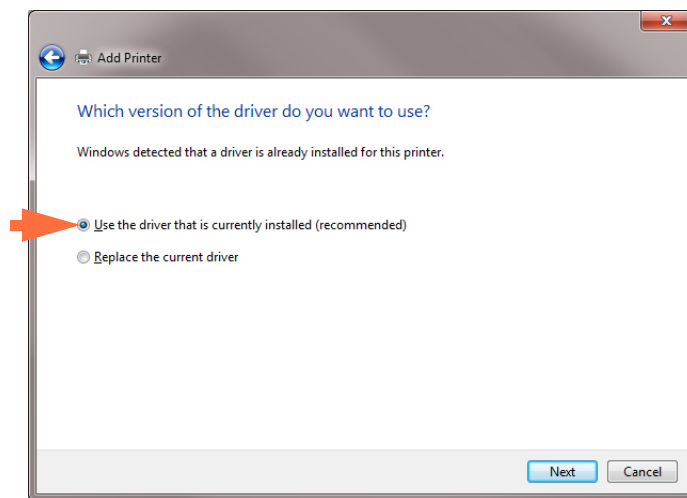 x
Add Printer
Which version of the driver do you want to use?
Windows detected that a driver is already installed for this printer.
Use the driver that is currently installed (recommended)
Replace the current driver
Next Cancel